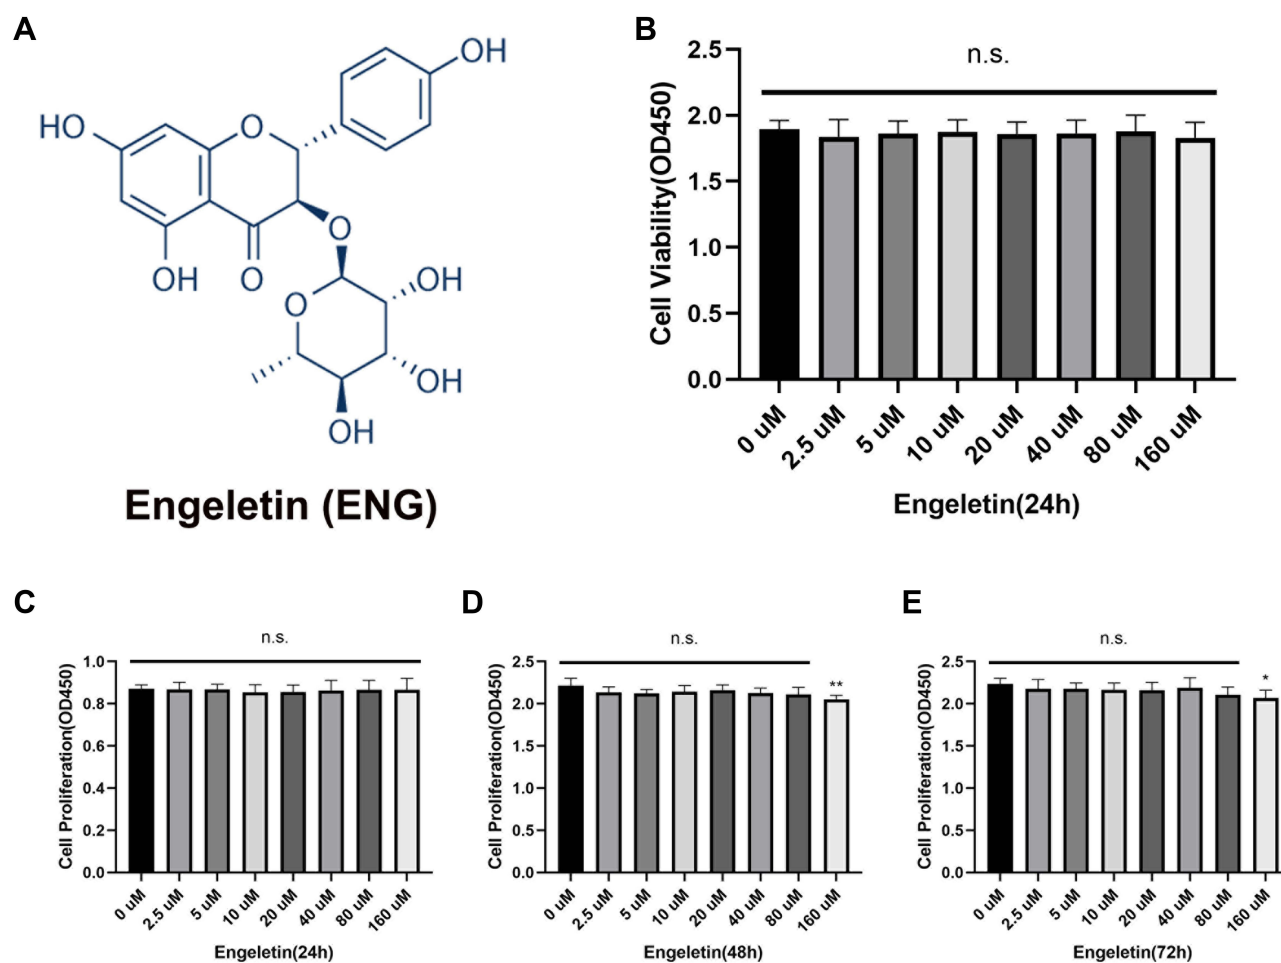 A
OH
HO
O
O
OH
O
O
OH
OH
OH
Engeletin (ENG)
B
n.s.
Cell Viability(OD450)
2.5
2.0
1.5
1.0
0.5
0.0
0 uM
2.5 uM
5 uM
10 uM
20 uM
40 uM
80 uM
160 uM
Engeletin(24h)
C
n.s.
Cell Proliferation(OD450)
1.0
0.8
0.6
0.4
0.2
0.0
0 uM
2.5 uM
5 uM
10 uM
20 uM
40 uM
80 uM
160 uM
Engeletin(24h)
D
n.s.
**
Cell Proliferation(OD450)
2.5
2.0
1.5
1.0
0.5
0.0
0 uM
2.5 uM
5 uM
10 uM
20 uM
40 uM
80 uM
160 uM
Engeletin(48h)
E
n.s.
*
Cell Proliferation(OD450)
2.5
2.0
1.5
1.0
0.5
0.0
0 uM
2.5 uM
5 uM
10 uM
20 uM
40 uM
80 uM
160 uM
Engeletin(72h)